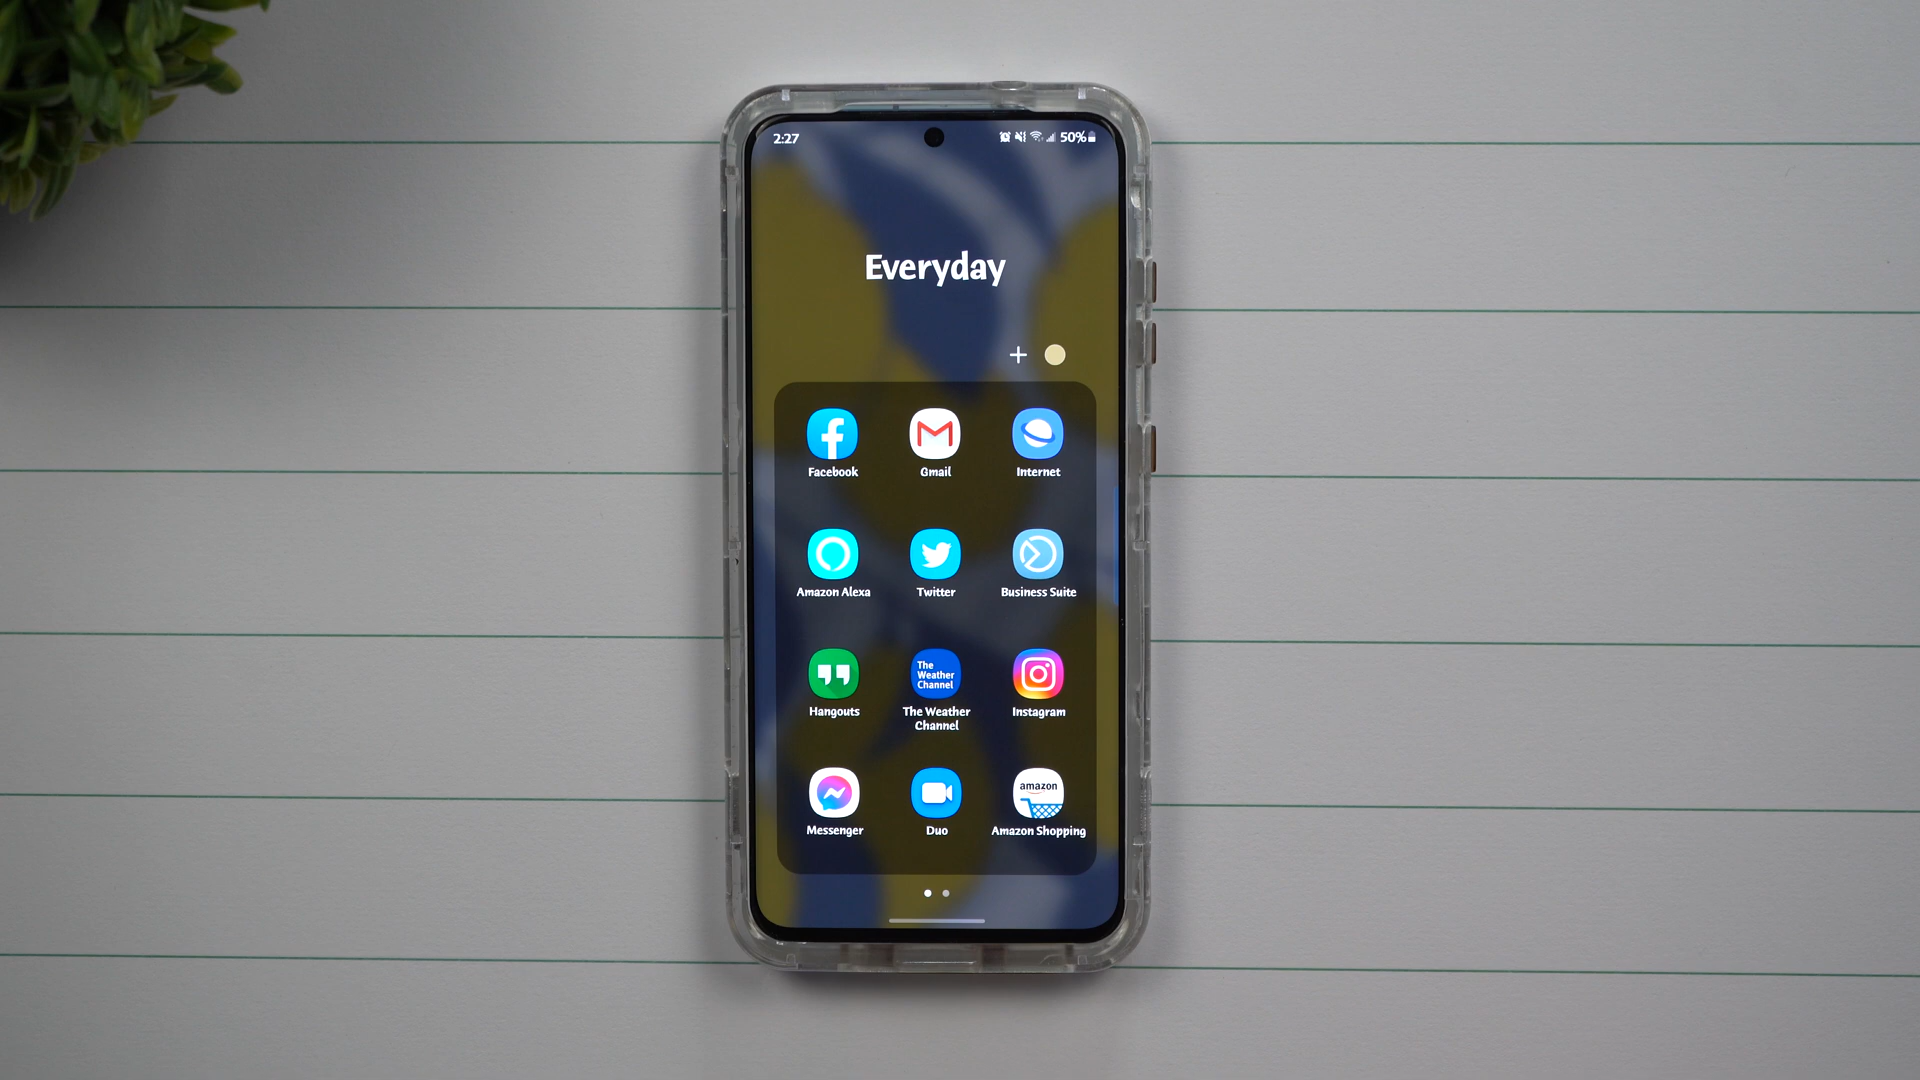 2:27
50%
Everyday
Facebook
Gmail
Internet
Amazon Alexa
Twitter
Business Suite
The
Weather
Channel
Hangouts
The Weather
Channel
Instagram
amazon
Messenger
Duo
Amazon Shopping